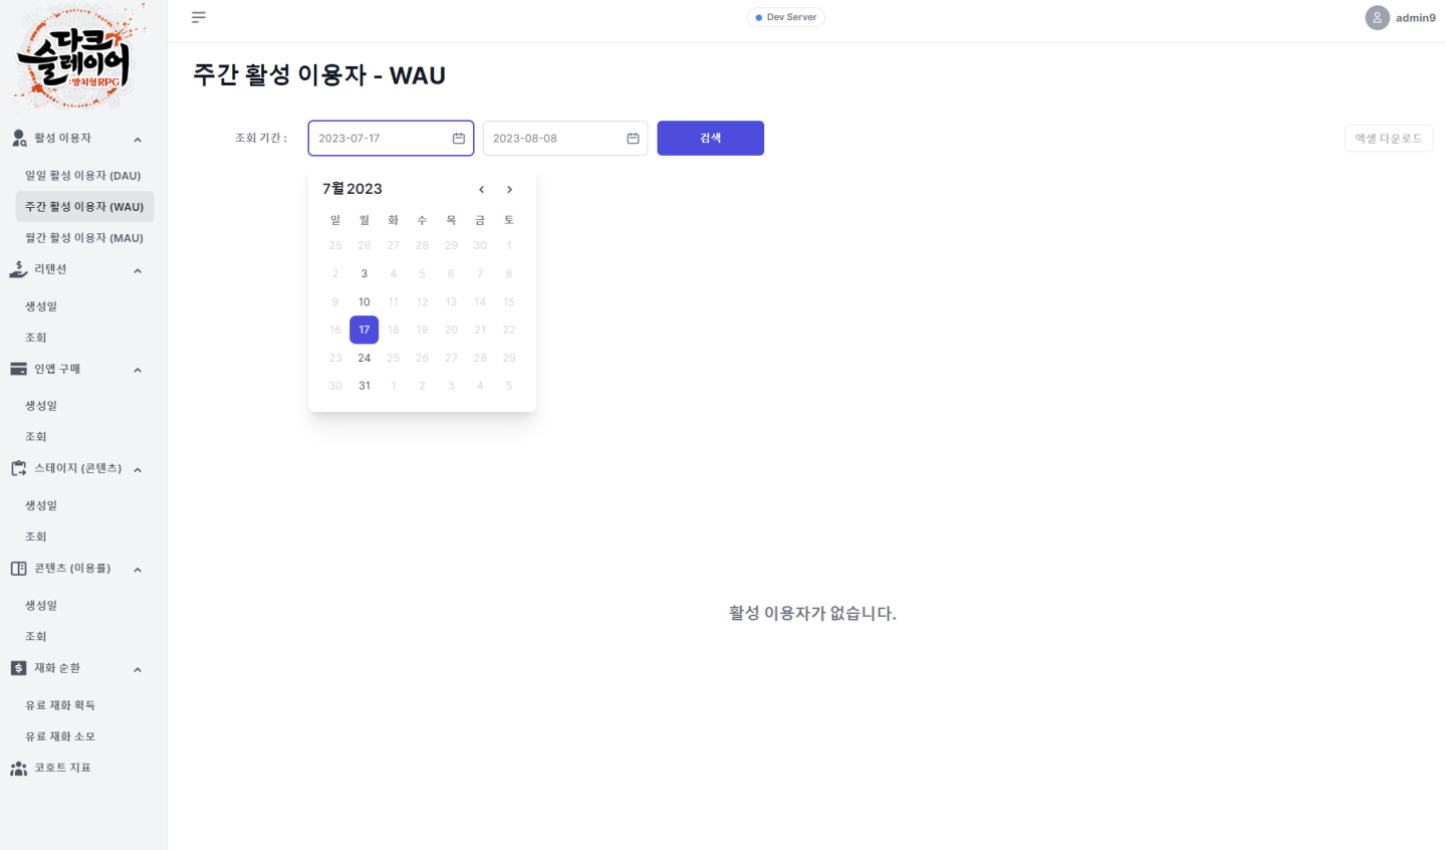 다크
슬레이어
:방치형RPG
Dev Server
admin9
주간 활성 이용자 - WAU
조회 기간 :
2023-07-17
2023-08-08
검색
엑셀 다운로드
활성 이용자
일일 활성 이용자 (DAU)
주간 활성 이용자 (WAU)
월간 활성 이용자 (MAU)
리텐션
생성일
조회
인앱 구매
생성일
조회
스테이지 (콘텐츠)
생성일
조회
콘텐츠 (이용률)
생성일
조회
재화 순환
유료 재화 획득
유료 재화 소모
코호트 지표
7월 2023
일 월 화 수 목 금 토
25 26 27 28 29 30 1
2 3 4 5 6 7 8
9 10 11 12 13 14 15
16 17 18 19 20 21 22
23 24 25 26 27 28 29
30 31 1 2 3 4 5
활성 이용자가 없습니다.